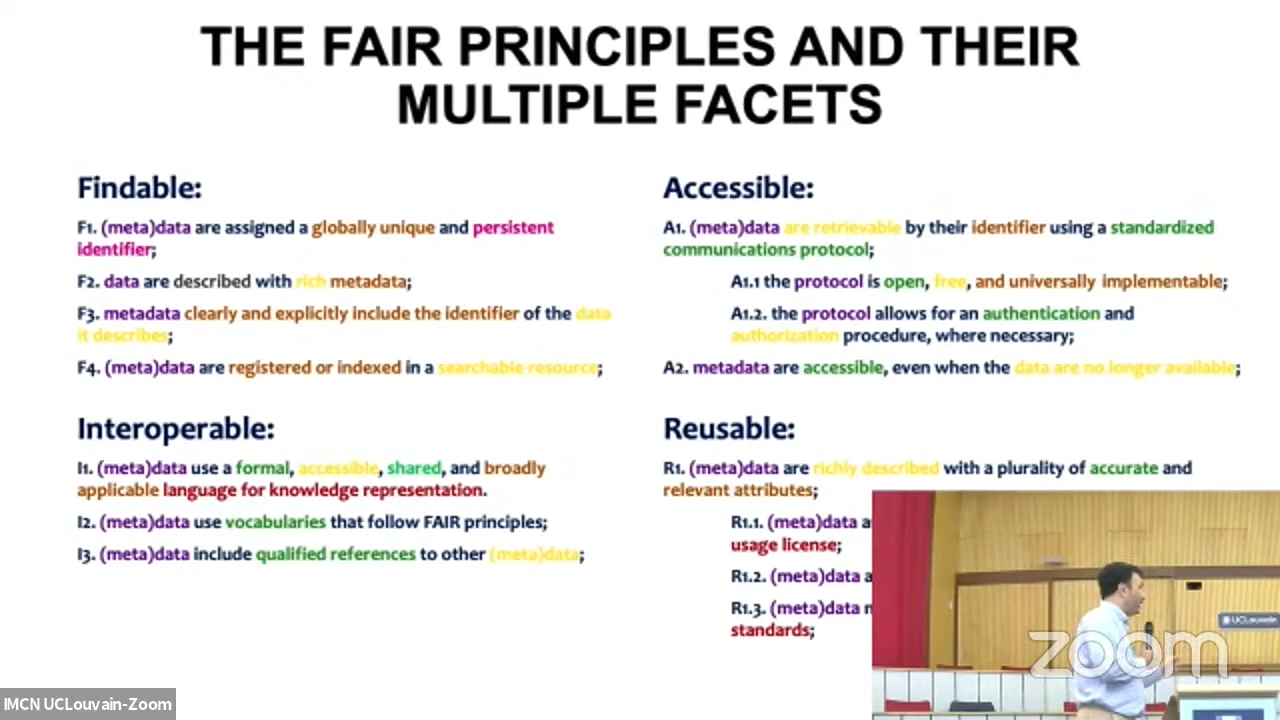 THE FAIR PRINCIPLES AND THEIR
MULTIPLE FACETS
Findable:
F1. (meta)data are assigned a globally unique and persistent
identifier;
F2. data are described with rich metadata;
F3. metadata clearly and explicitly include the identifier of the data
it describes;
F4. (meta)data are registered or indexed in a searchable resource;
Accessible:
A1. (meta)data are retrievable by their identifier using a standardized
communications protocol;
A1.1 the protocol is open, free, and universally implementable;
A1.2. the protocol allows for an authentication and
authorization procedure, where necessary;
A2. metadata are accessible, even when the data are no longer available;
Interoperable:
I1. (meta)data use a formal, accessible, shared, and broadly
applicable language for knowledge representation.
I2. (meta)data use vocabularies that follow FAIR principles;
I3. (meta)data include qualified references to other (meta)data;
Reusable:
R1. (meta)data are richly described with a plurality of accurate and
relevant attributes;
R1.1. (meta)data
usage license;
R1.2. (meta)data
R1.3. (meta)data
standards;
UCLouvain
zoom
IMCN UCLouvain-Zoom